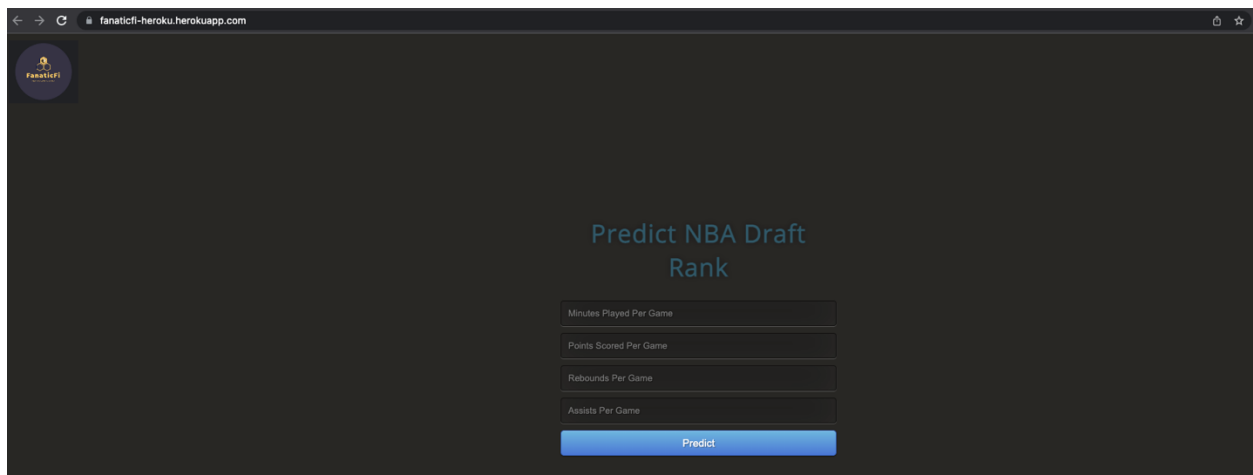 fanaticfi-heroku.herokuapp.com
FanaticFi
Predict NBA Draft
Rank
Minutes Played Per Game
Points Scored Per Game
Rebounds Per Game
Assists Per Game
Predict